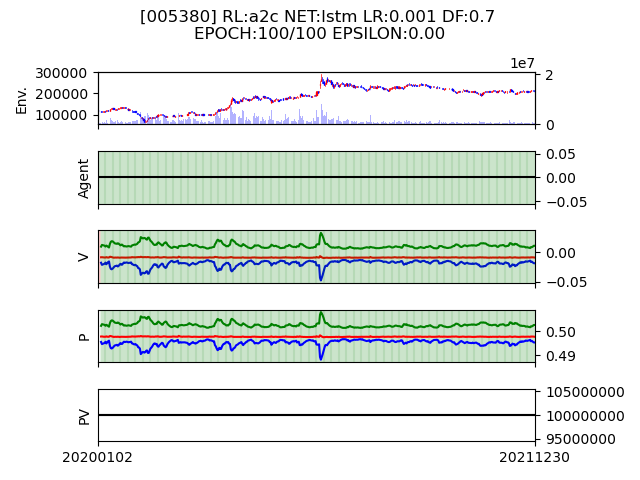 [005380] RL:a2c NET:lstm LR:0.001 DF:0.7
EPOCH:100/100 EPSILON:0.00
1e7
Env.
300000
200000
100000
2
0
Agent
0.05
0.00
−0.05
V
0.00
−0.05
P
0.50
0.49
PV
105000000
100000000
95000000
20200102
20211230